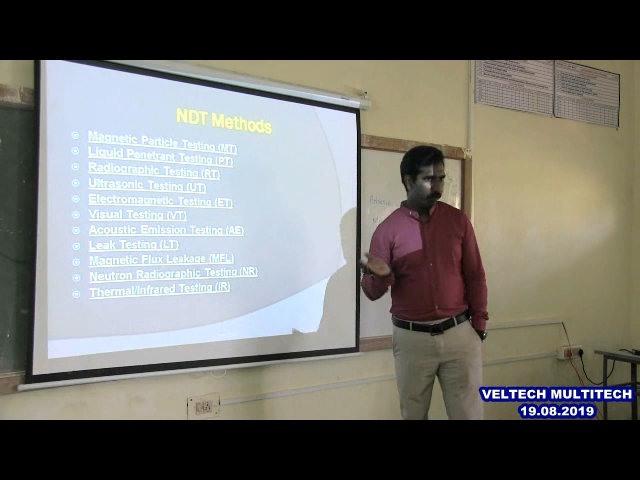 NDT Methods
Magnetic Particle Testing (MT)
Liquid Penetrant Testing (PT)
Radiographic Testing (RT)
Ultrasonic Testing (UT)
Electromagnetic Testing (ET)
Visual Testing (VT)
Acoustic Emission Testing (AE)
Leak Testing (LT)
Magnetic Flux Leakage (MFL)
Neutron Radiographic Testing (NR)
Thermal/Infrared Testing (IR)
VELTECH MULTITECH
19.08.2019